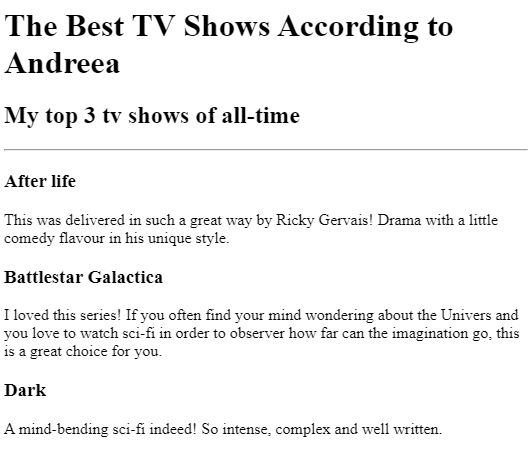 The Best TV Shows According to
Andreea
My top 3 tv shows of all-time
After life
This was delivered in such a great way by Ricky Gervais! Drama with a little
comedy flavour in his unique style.
Battlestar Galactica
I loved this series! If you often find your mind wondering about the Univers and
you love to watch sci-fi in order to observer how far can the imagination go, this
is a great choice for you.
Dark
A mind-bending sci-fi indeed! So intense, complex and well written.